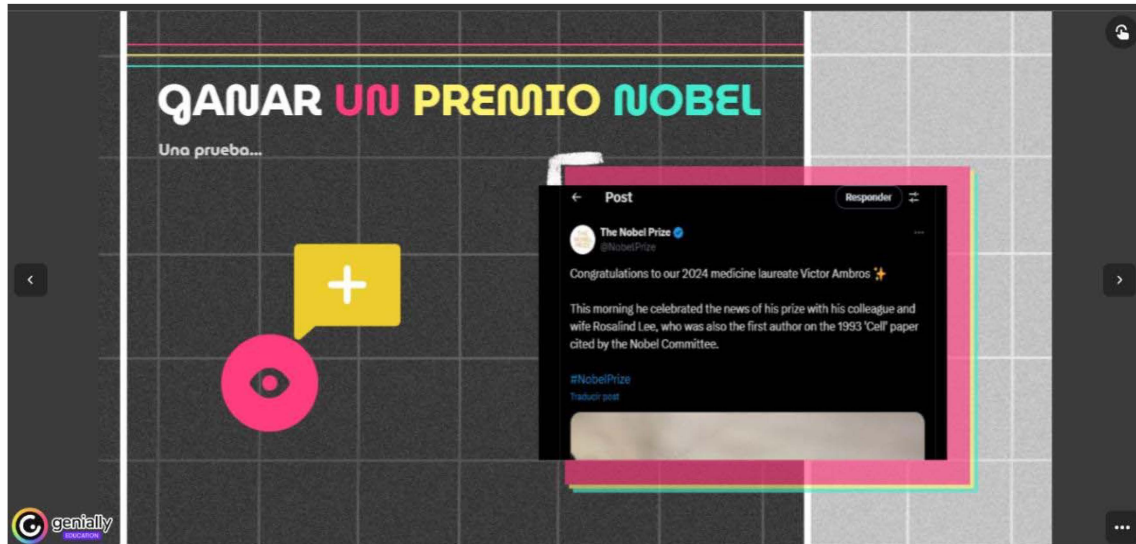 GANAR UN PREMIO NOBEL
Una prueba...
← Post
Responder
The Nobel Prize
@NobelPrize
Congratulations to our 2024 medicine laureate Victor Ambros ✨
This morning he celebrated the news of his prize with his colleague and
wife Rosalind Lee, who was also the first author on the 1993 'Cell' paper
cited by the Nobel Committee.
#NobelPrize
Traducir post
genially
EDUCATION